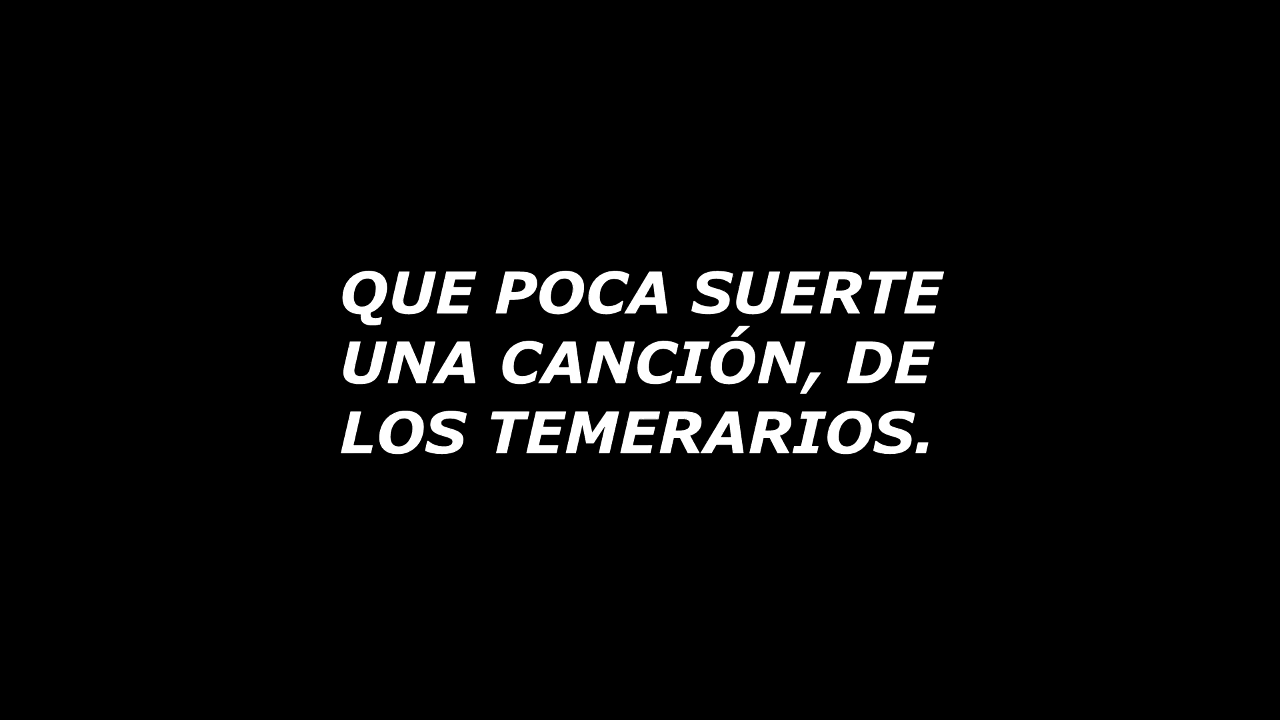 QUE POCA SUERTE
UNA CANCIÓN, DE
LOS TEMERARIOS.